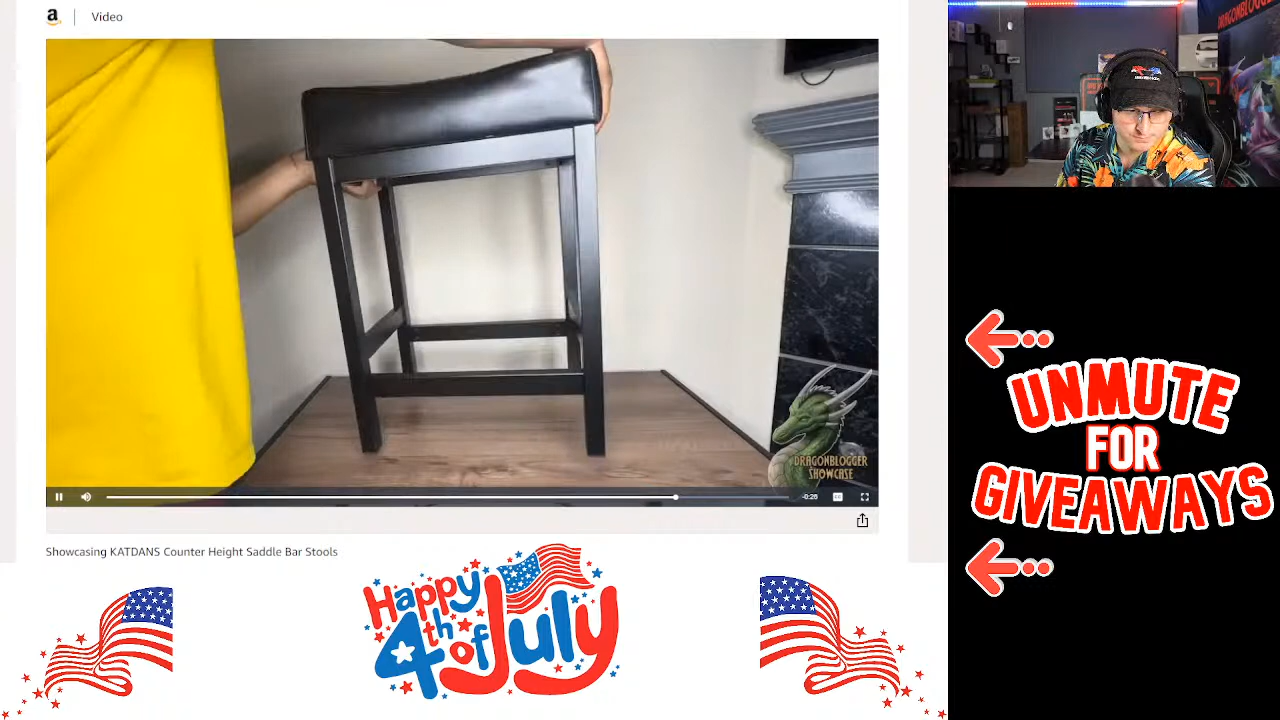 a
Video
DRAGONBLOGGER
SHOWCASE
-0:26
Showcasing KATDANS Counter Height Saddle Bar Stools
Happy
4th of July
DRAGONBLOGGER
UNMUTE
FOR
GIVEAWAYS